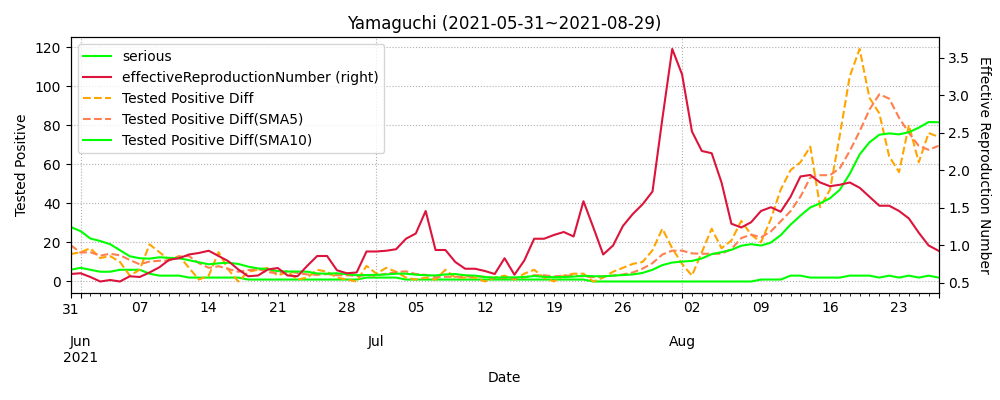 Yamaguchi (2021-05-31~2021-08-29)
serious
effectiveReproductionNumber (right)
Tested Positive Diff
Tested Positive Diff(SMA5)
Tested Positive Diff(SMA10)
Tested Positive
120
100
80
60
40
20
0
Effective Reproduction Number
3.5
3.0
2.5
2.0
1.5
1.0
0.5
31 07 14 21 28 05 12 19 26 02 09 16 23
Jun Jul Aug
2021
Date